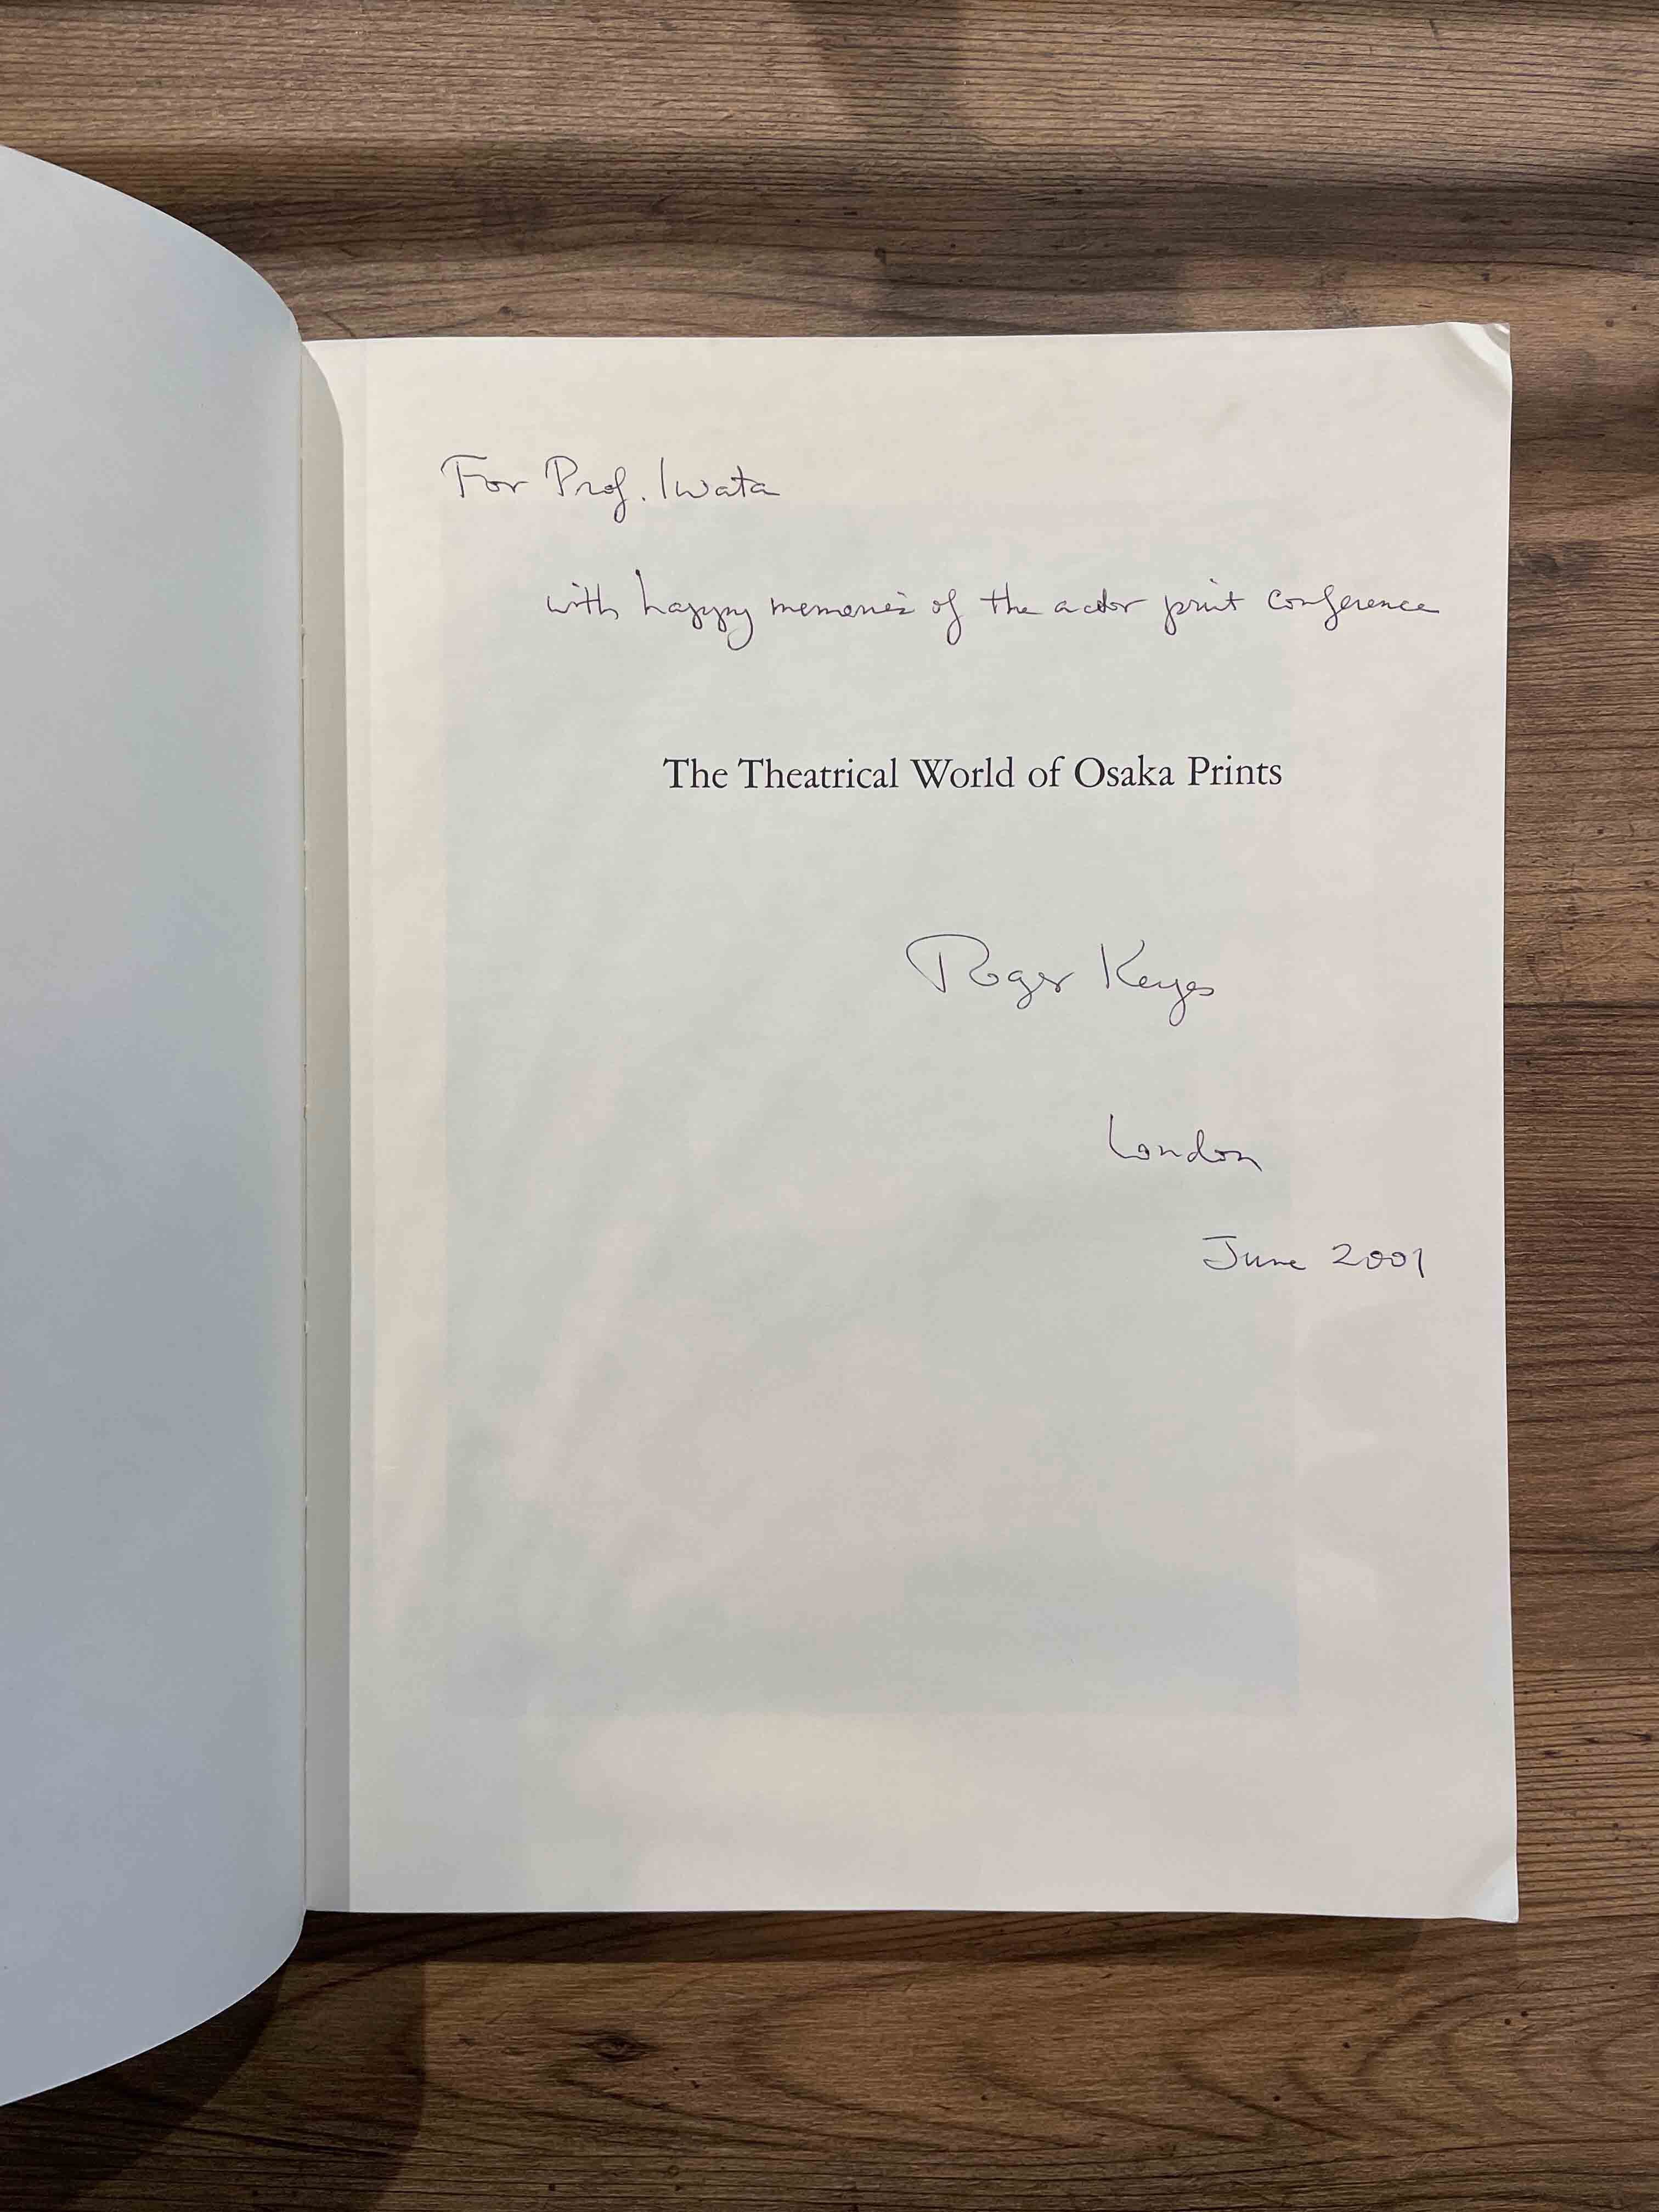 For Prof. Iwata
with happy memories of the actor print conference
The Theatrical World of Osaka Prints
Roger Keyes
London
June 2001